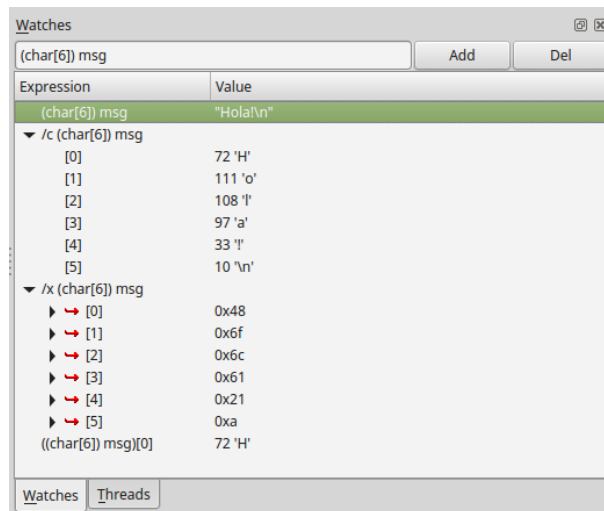 Watches
(char[6]) msg Add Del
Expression Value
(char[6]) msg "Hola!\n"
/c (char[6]) msg
[0] 72 'H'
[1] 111 'o'
[2] 108 'l'
[3] 97 'a'
[4] 33 '!'
[5] 10 '\n'
/x (char[6]) msg
[0] 0x48
[1] 0x6f
[2] 0x6c
[3] 0x61
[4] 0x21
[5] 0xa
((char[6]) msg)[0] 72 'H'
Watches Threads